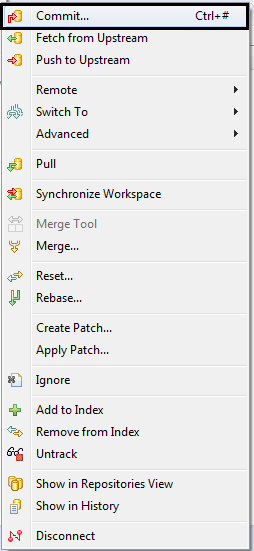 Commit... Ctrl+#
Fetch from Upstream
Push to Upstream
Remote
Switch To
Advanced
Pull
Synchronize Workspace
Merge Tool
Merge...
Reset...
Rebase...
Create Patch...
Apply Patch...
Ignore
Add to Index
Remove from Index
Untrack
Show in Repositories View
Show in History
Disconnect